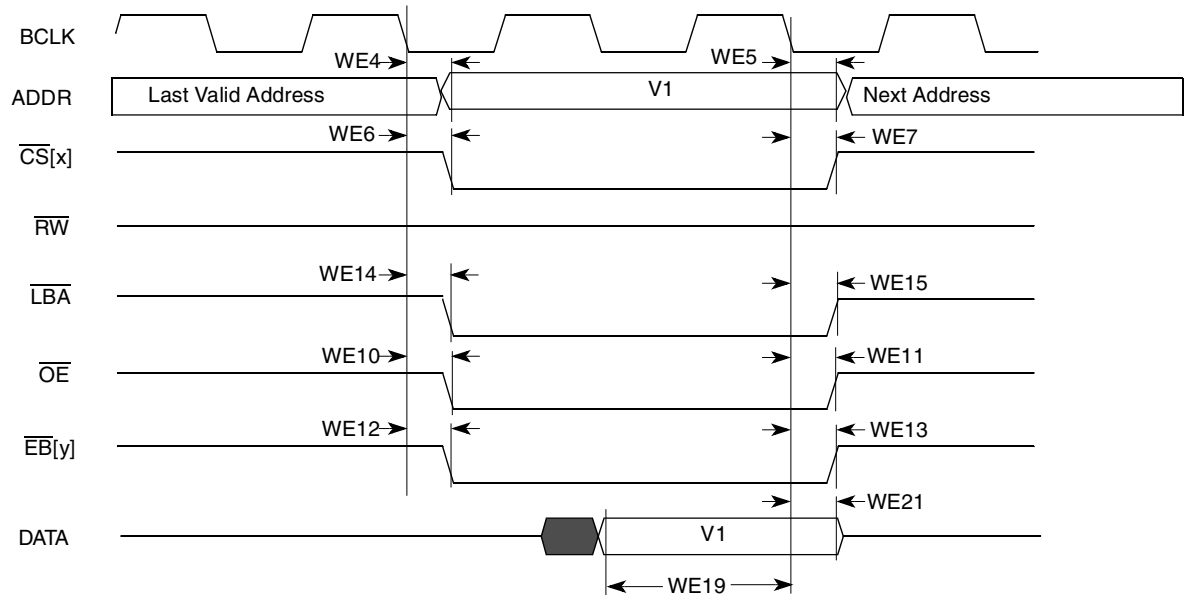 BCLK
WE4 WE5
ADDR Last Valid Address V1 Next Address
WE6 WE7
CS[x]
RW
WE14 WE15
LBA
WE10 WE11
OE
WE12 WE13
EB[y]
WE21
DATA V1
WE19